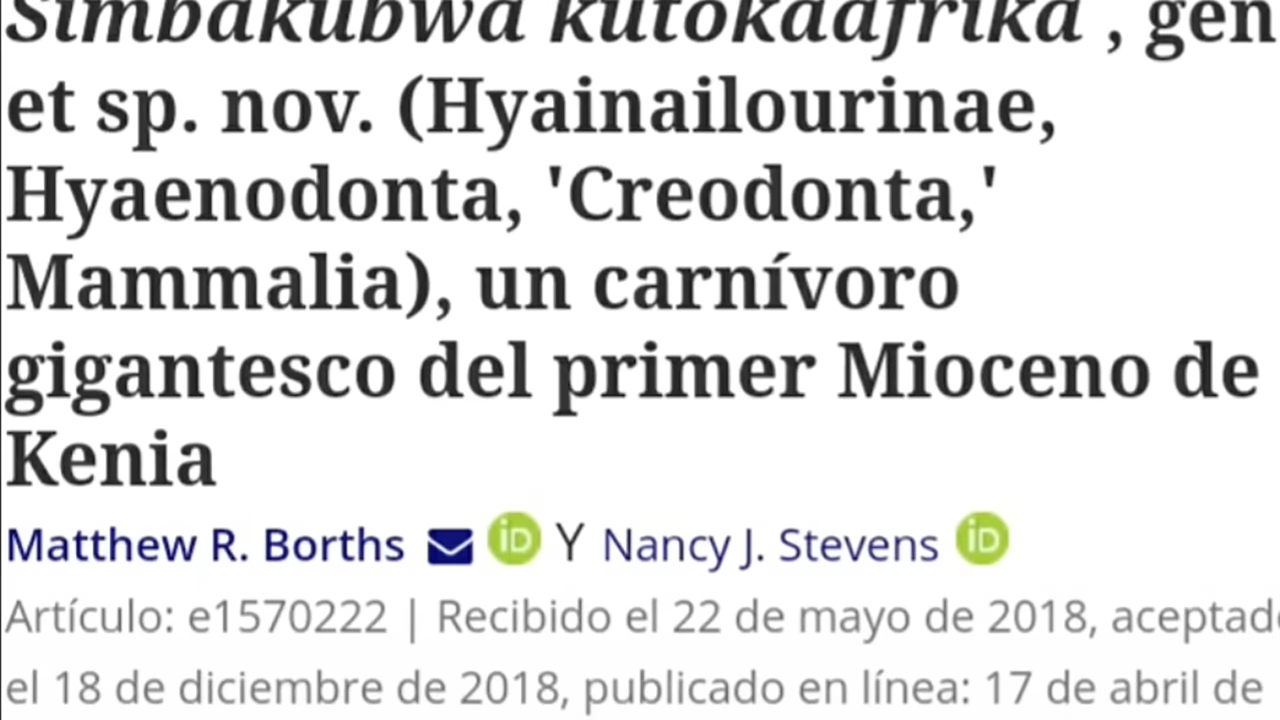 Simbakubwa kutokaafrika , gen
et sp. nov. (Hyainailourinae,
Hyaenodonta, 'Creodonta,'
Mammalia), un carnívoro
gigantesco del primer Mioceno de
Kenia
Matthew R. Borths iD Y Nancy J. Stevens iD
Artículo: e1570222 | Recibido el 22 de mayo de 2018, aceptado
el 18 de diciembre de 2018, publicado en línea: 17 de abril de